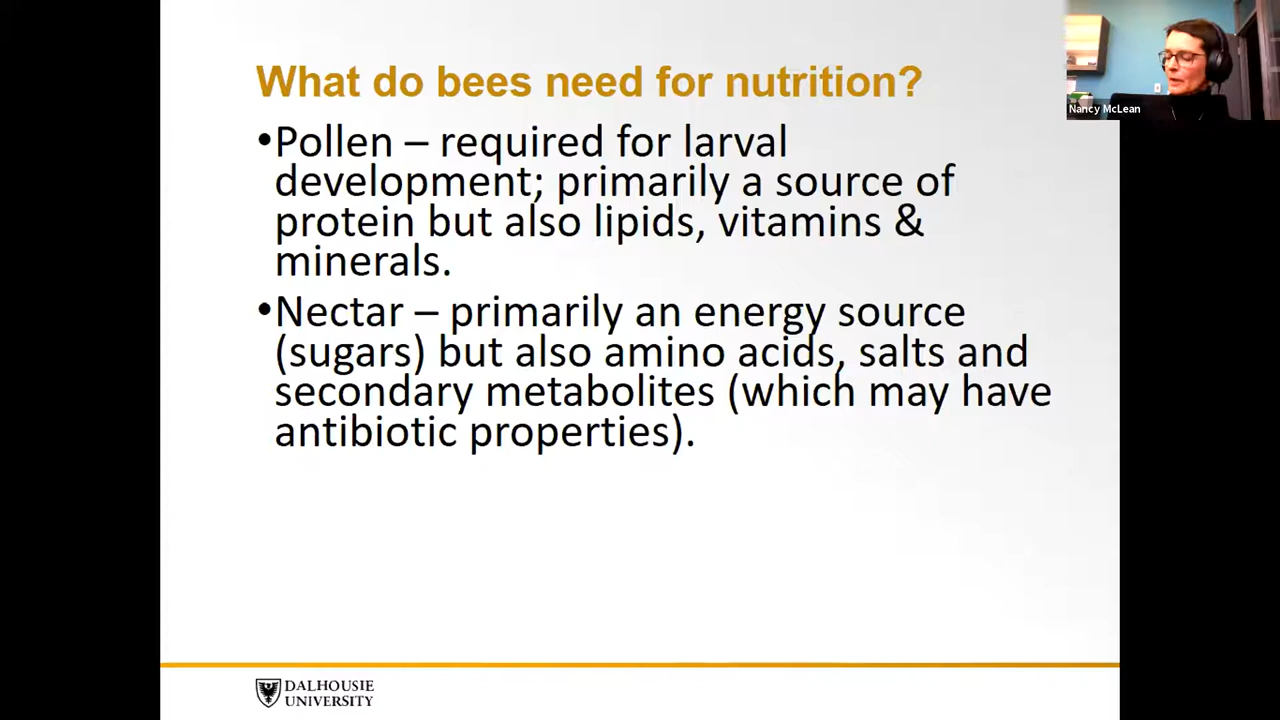 What do bees need for nutrition?
•Pollen – required for larval
development; primarily a source of
protein but also lipids, vitamins &
minerals.
•Nectar – primarily an energy source
(sugars) but also amino acids, salts and
secondary metabolites (which may have
antibiotic properties).
Nancy McLean
DALHOUSIE
UNIVERSITY